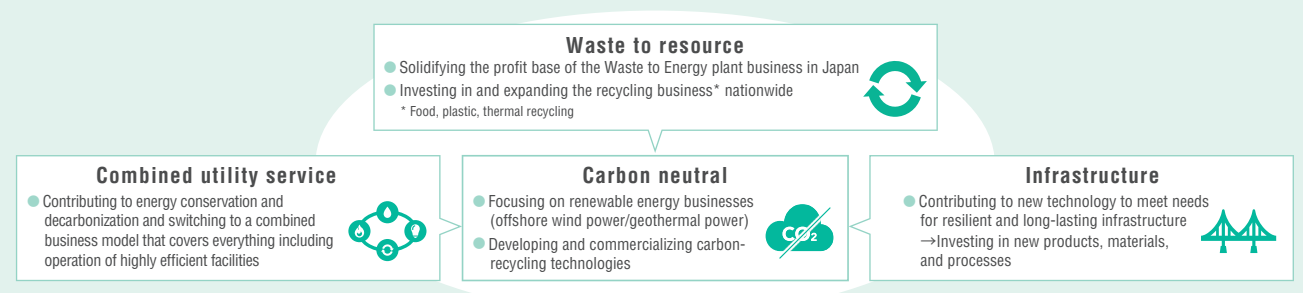 Waste to resource
● Solidifying the profit base of the Waste to Energy plant business in Japan
● Investing in and expanding the recycling business* nationwide
* Food, plastic, thermal recycling
Combined utility service
● Contributing to energy conservation and
decarbonization and switching to a combined
business model that covers everything including
operation of highly efficient facilities
Carbon neutral
● Focusing on renewable energy businesses
(offshore wind power/geothermal power)
● Developing and commercializing carbon-
recycling technologies
CO2
Infrastructure
● Contributing to new technology to meet needs
for resilient and long-lasting infrastructure
→Investing in new products, materials,
and processes